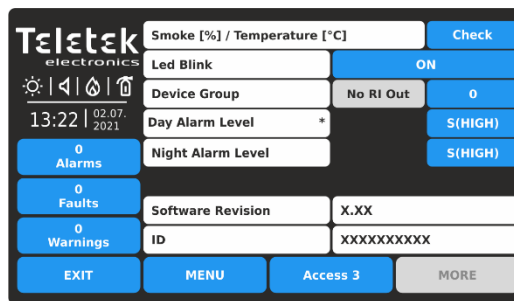 Teletek
electronics
13:22 | 02.07.
2021
0
Alarms
0
Faults
0
Warnings
Smoke [%] / Temperature [°C] Check
Led Blink ON
Device Group No RI Out 0
Day Alarm Level * S(HIGH)
Night Alarm Level S(HIGH)
Software Revision X.XX
ID XXXXXXXXXX
EXIT MENU Access 3 MORE